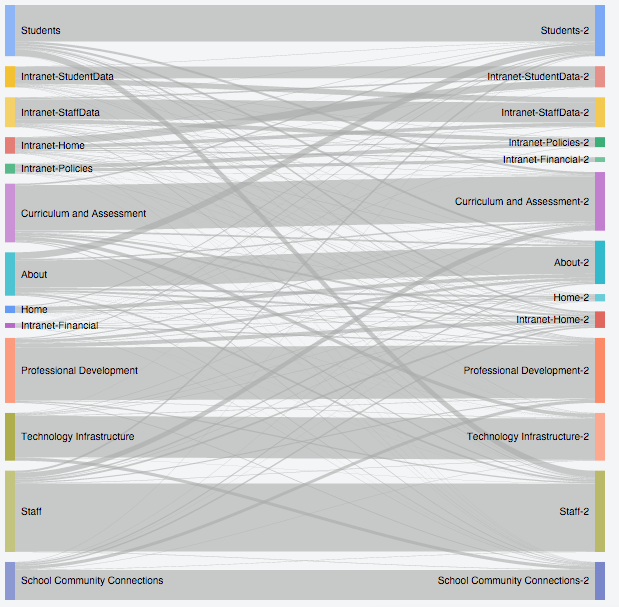 Students
Students-2
Intranet-StudentData
Intranet-StudentData-2
Intranet-StaffData
Intranet-StaffData-2
Intranet-Home
Intranet-Policies-2
Intranet-Financial-2
Intranet-Policies
Curriculum and Assessment-2
Curriculum and Assessment
About-2
About
Home-2
Home
Intranet-Home-2
Intranet-Financial
Professional Development
Professional Development-2
Technology Infrastructure
Technology Infrastructure-2
Staff
Staff-2
School Community Connections
School Community Connections-2